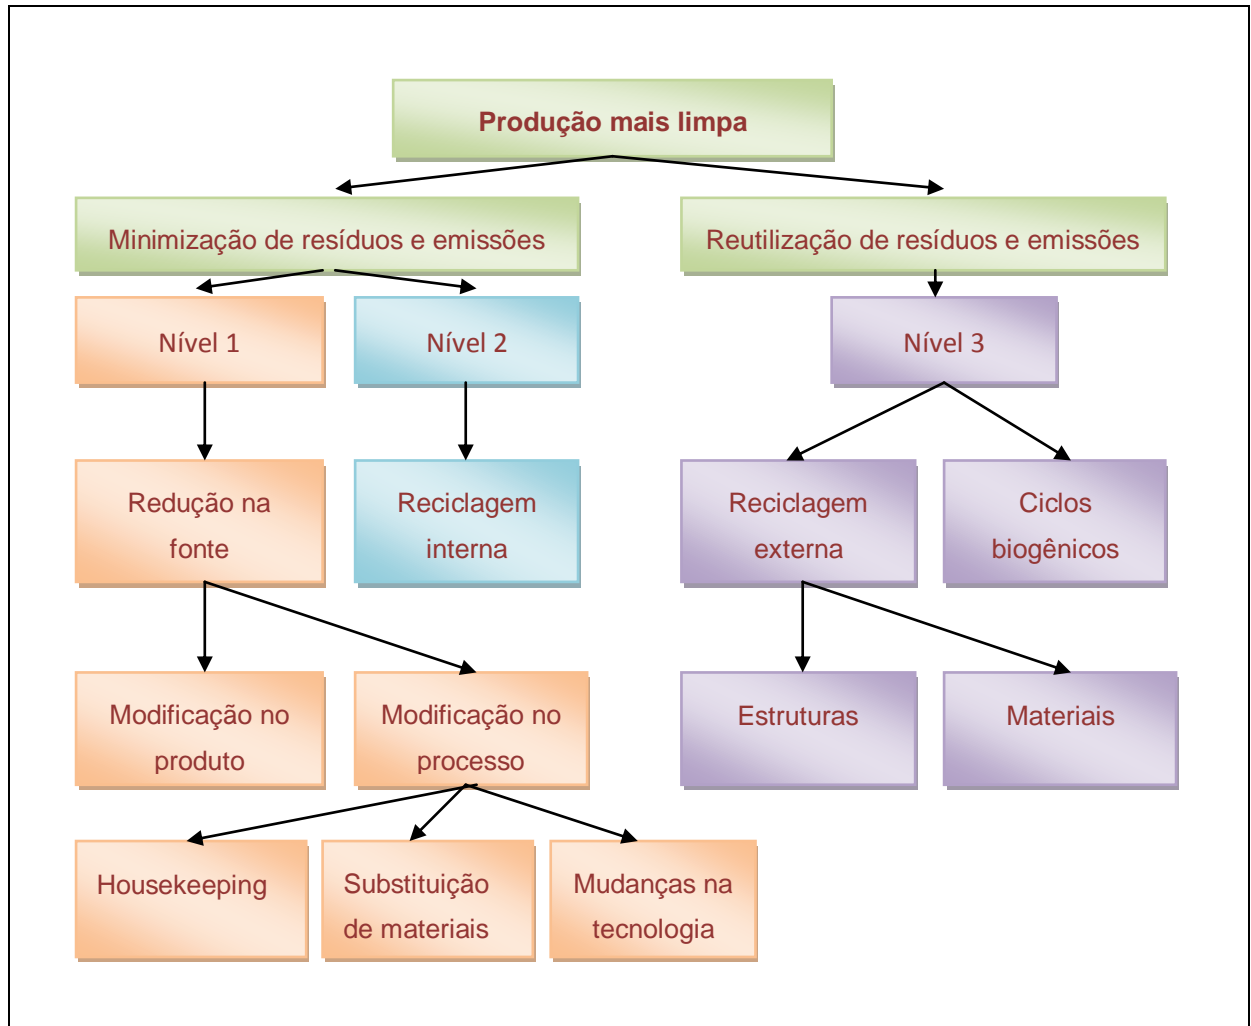 Produção mais limpa
Minimização de resíduos e emissões
Reutilização de resíduos e emissões
Nível 1
Nível 2
Nível 3
Redução na
fonte
Reciclagem
interna
Reciclagem
externa
Ciclos
biogênicos
Modificação no
produto
Modificação no
processo
Estruturas
Materiais
Housekeeping
Substituição
de materiais
Mudanças na
tecnologia